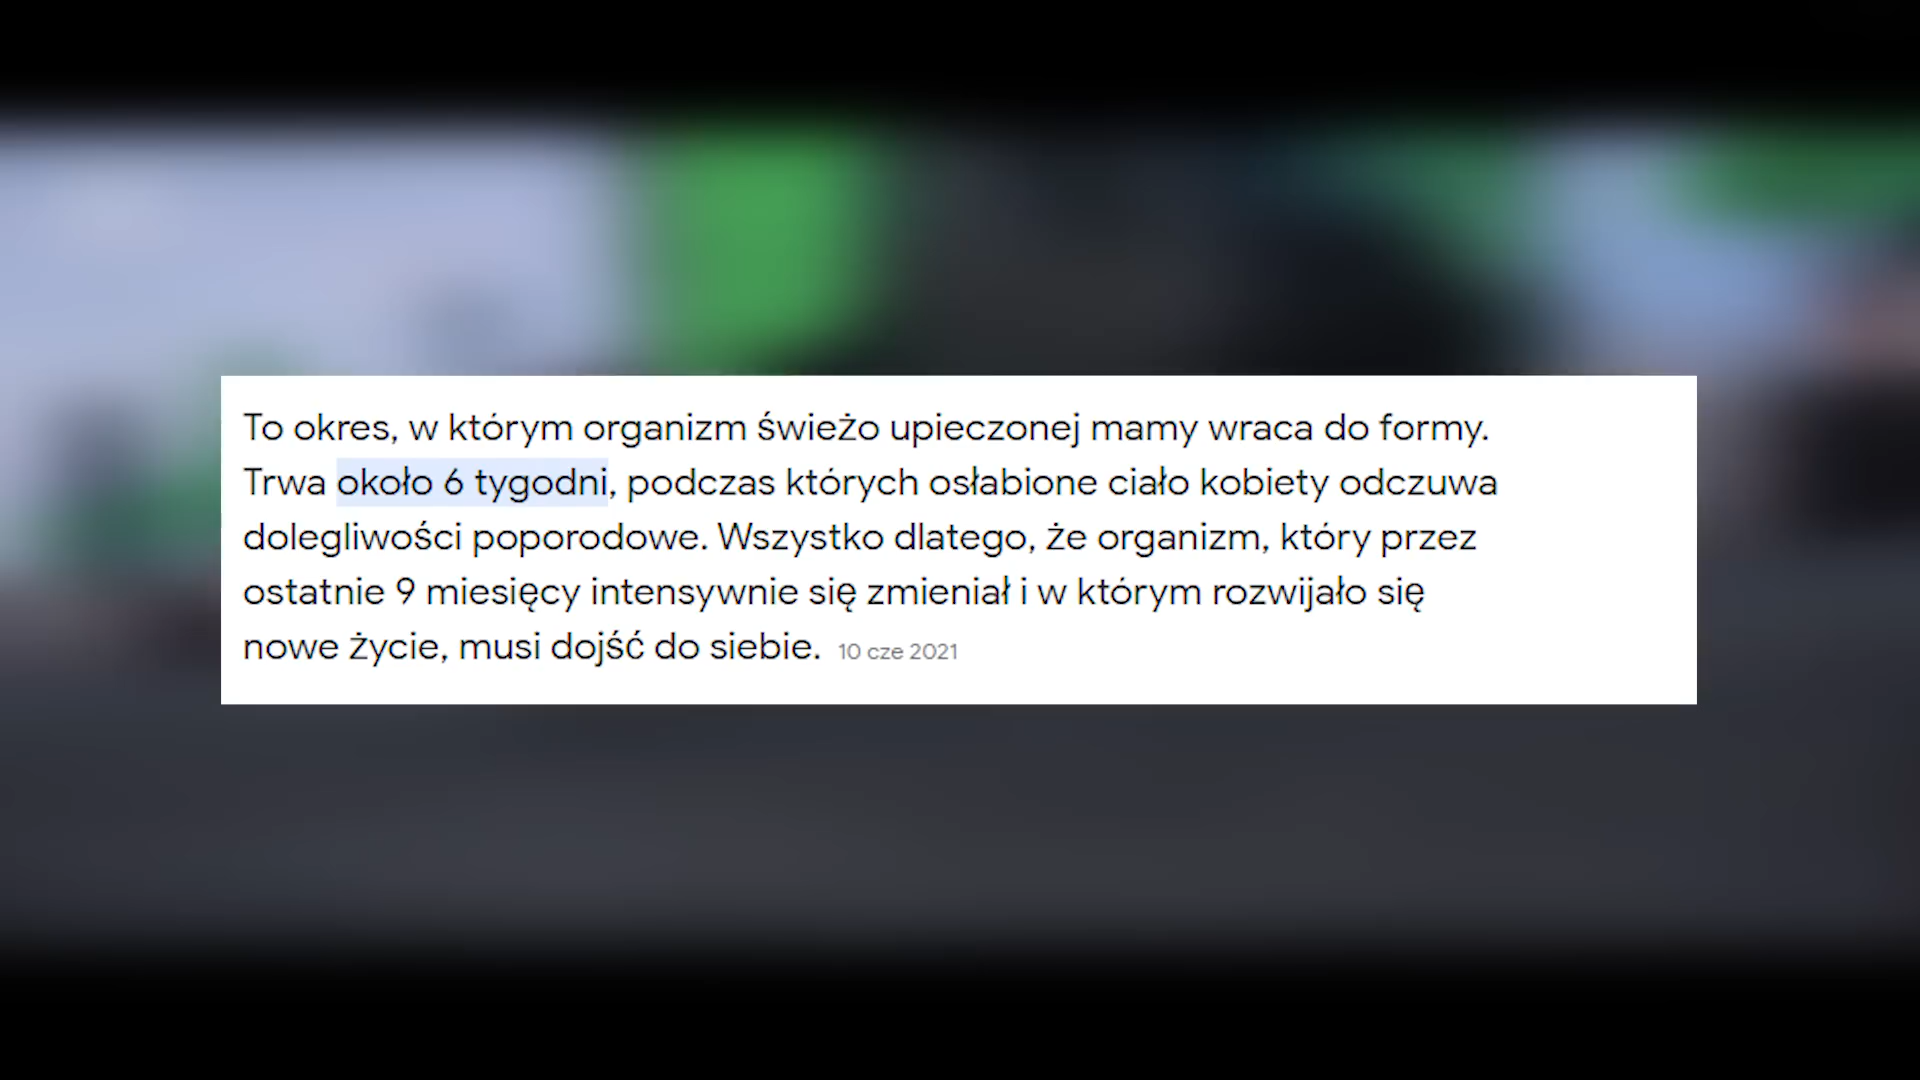 To okres, w którym organizm świeżo upieczonej mamy wraca do formy.
Trwa około 6 tygodni, podczas których osłabione ciało kobiety odczuwa
dolegliwości poporodowe. Wszystko dlatego, że organizm, który przez
ostatnie 9 miesięcy intensywnie się zmieniał i w którym rozwijało się
nowe życie, musi dojść do siebie. 10 cze 2021